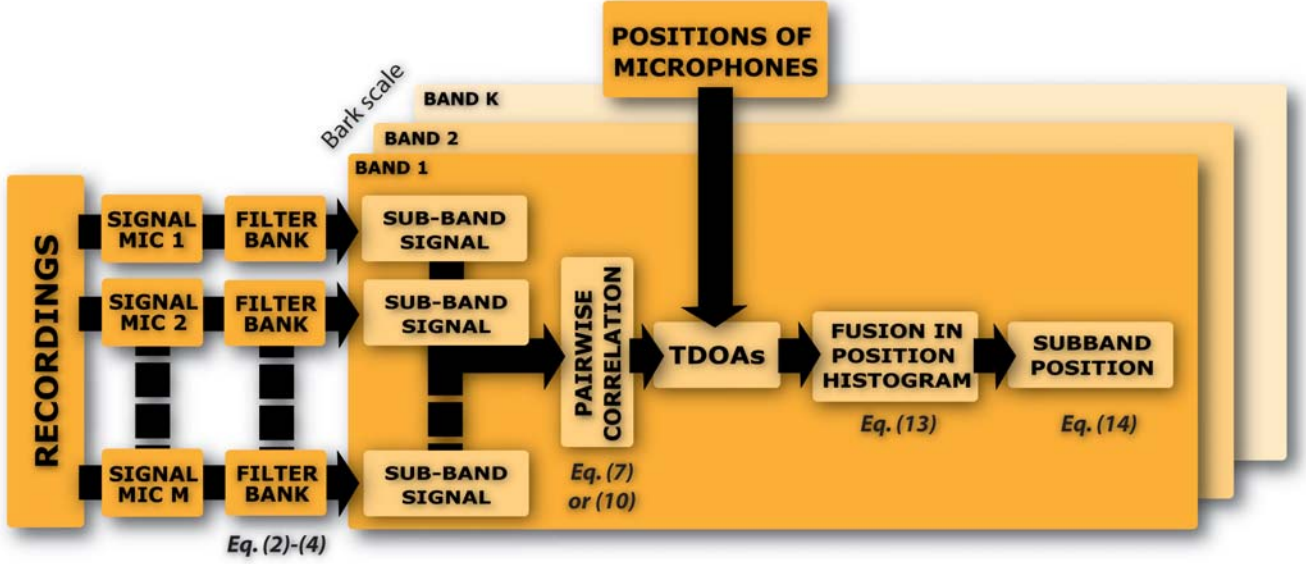 POSITIONS OF
MICROPHONES
Bark scale
BAND K
BAND 2
BAND 1
RECORDINGS
SIGNAL
MIC 1
FILTER
BANK
SUB-BAND
SIGNAL
SIGNAL
MIC 2
FILTER
BANK
SUB-BAND
SIGNAL
SIGNAL
MIC M
FILTER
BANK
SUB-BAND
SIGNAL
Eq. (2)-(4)
PAIRWISE
CORRELATION
Eq. (7)
or (10)
TDOAs
FUSION IN
POSITION
HISTOGRAM
Eq. (13)
SUBBAND
POSITION
Eq. (14)